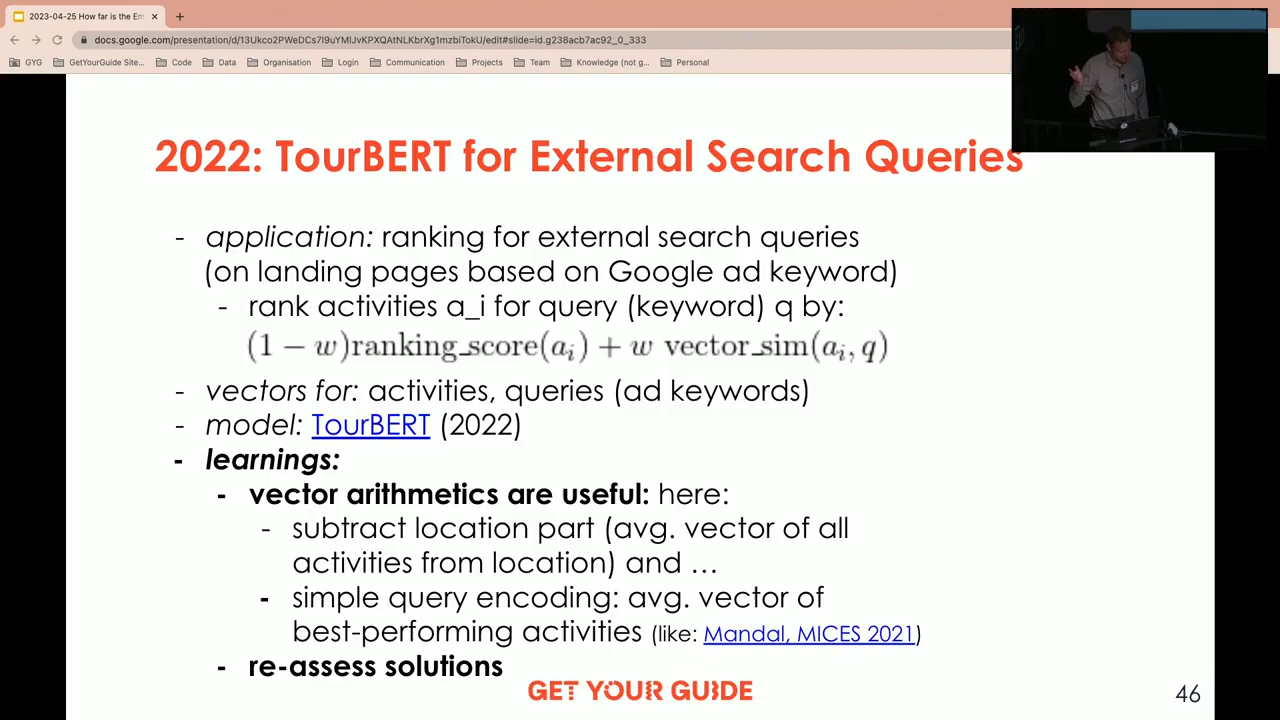 2023-04-25 How far is the Em
docs.google.com/presentation/d/13Ukco2PWeDCs7l9uYMlJvKPXQAtNLKbrXg1mzbiTokU/edit#slide=id.g238acb7ac92_0_333
GYG GetYourGuide Site... Code Data Organisation Login Communication Projects Team Knowledge (not g... Personal
2022: TourBERT for External Search Queries
- application: ranking for external search queries
(on landing pages based on Google ad keyword)
- rank activities a_i for query (keyword) q by:
(1 − w)ranking_score(aᵢ) + w vector_sim(aᵢ, q)
- vectors for: activities, queries (ad keywords)
- model: TourBERT (2022)
- learnings:
- vector arithmetics are useful: here:
- subtract location part (avg. vector of all
activities from location) and …
- simple query encoding: avg. vector of
best-performing activities (like: Mandal, MICES 2021)
- re-assess solutions
GET YOUR GUIDE
46